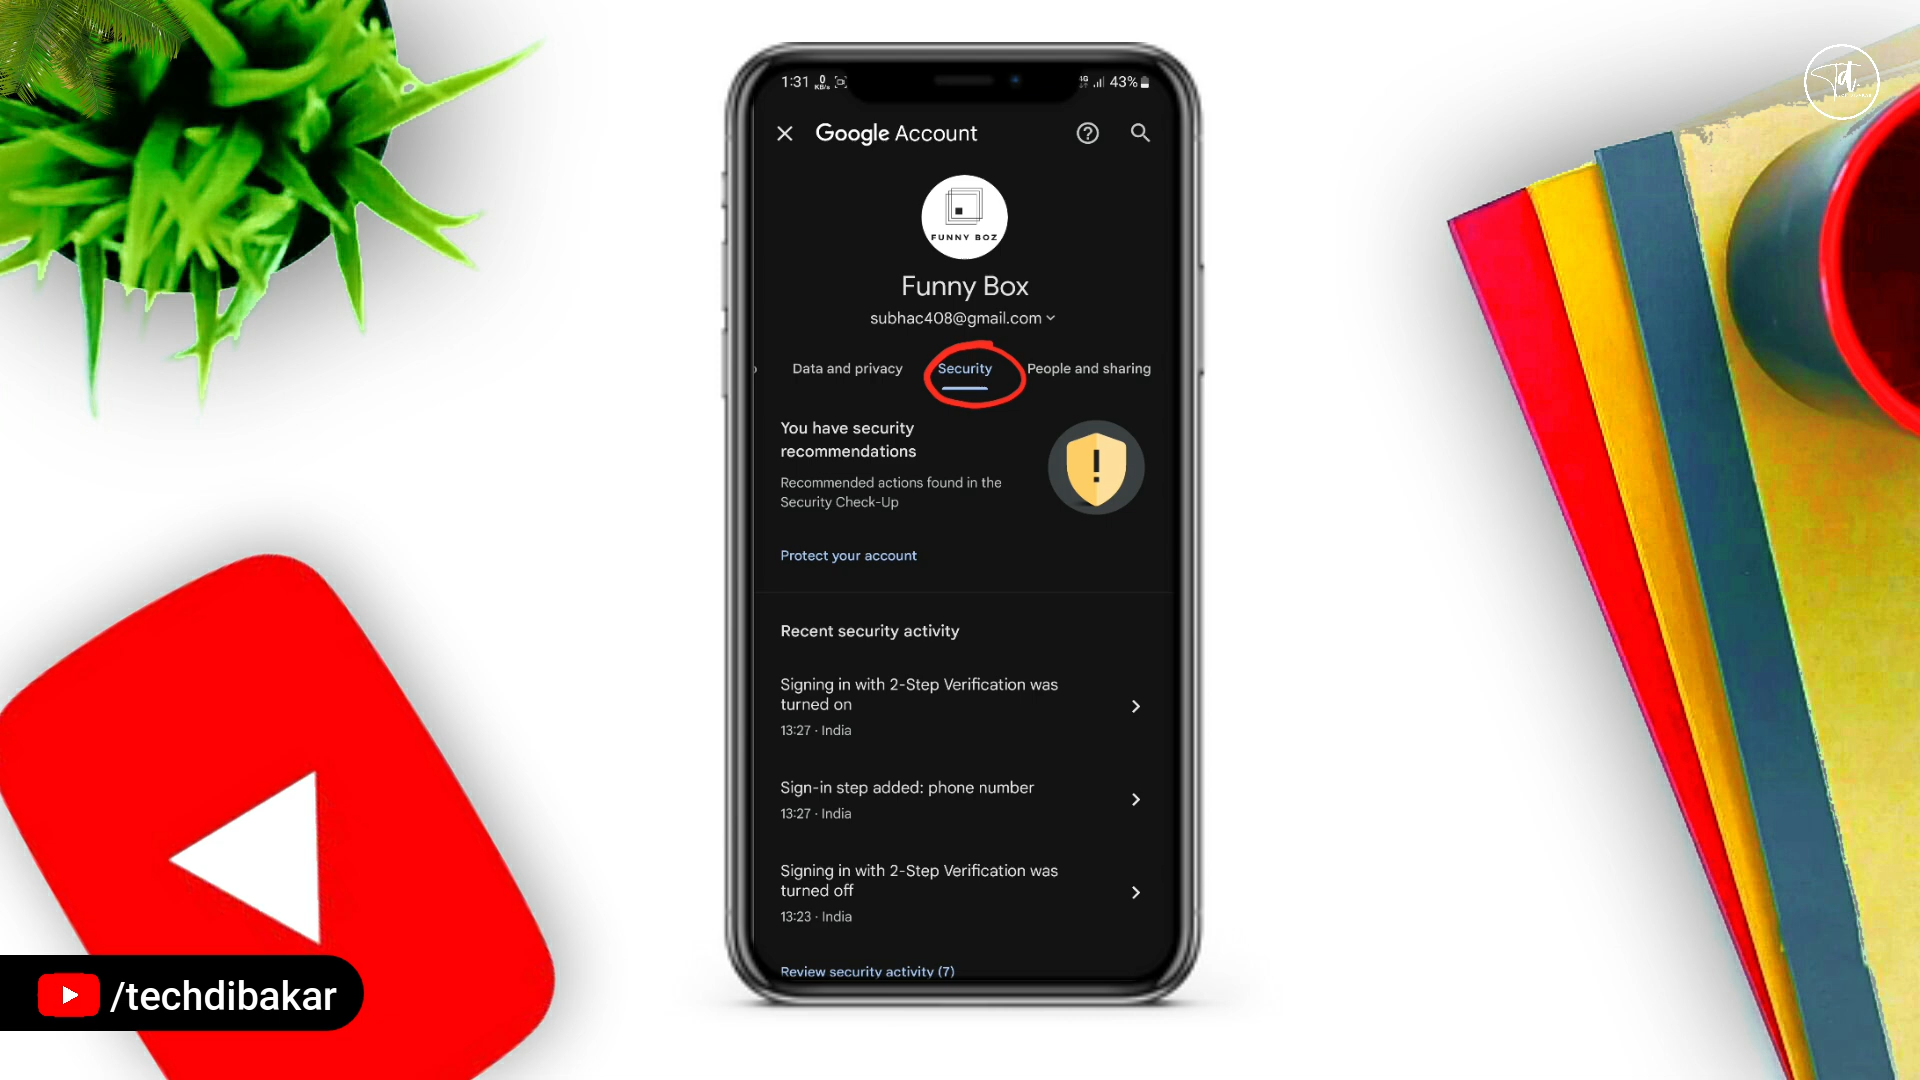 1:31 0 KB/s 4G 43%
Google Account
FUNNY BOZ
Funny Box
subhac408@gmail.com
Data and privacy Security People and sharing
You have security
recommendations
Recommended actions found in the
Security Check-Up
Protect your account
Recent security activity
Signing in with 2-Step Verification was
turned on
13:27 · India
Sign-in step added: phone number
13:27 · India
Signing in with 2-Step Verification was
turned off
13:23 · India
Review security activity (7)
/techdibakar